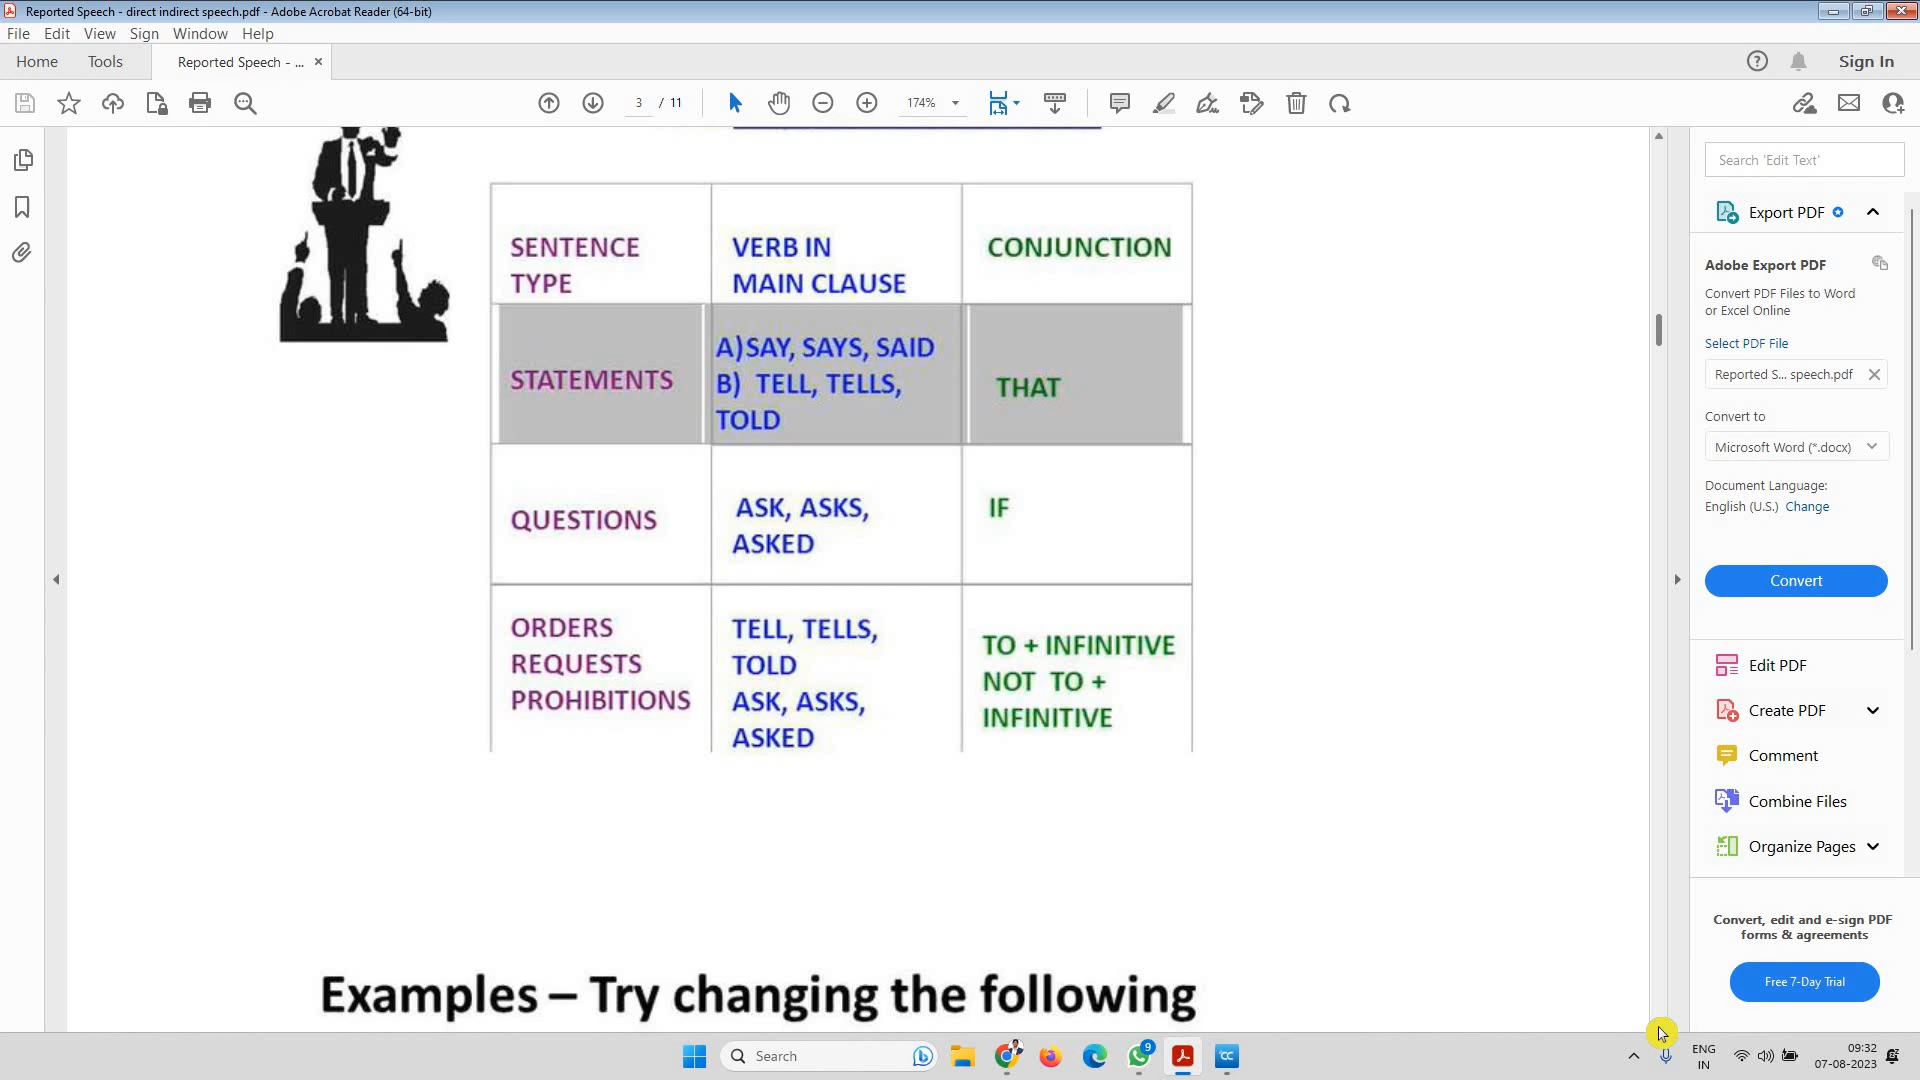 Reported Speech - direct indirect speech.pdf - Adobe Acrobat Reader (64-bit)
File Edit View Sign Window Help
Home Tools Reported Speech - ... × Sign In
3 / 11 174%
SENTENCE TYPE
VERB IN MAIN CLAUSE
CONJUNCTION
STATEMENTS
A)SAY, SAYS, SAID
B) TELL, TELLS,
TOLD
THAT
QUESTIONS
ASK, ASKS,
ASKED
IF
ORDERS
REQUESTS
PROHIBITIONS
TELL, TELLS,
TOLD
ASK, ASKS,
ASKED
TO + INFINITIVE
NOT TO +
INFINITIVE
Examples – Try changing the following
Search 'Edit Text'
Export PDF
Adobe Export PDF
Convert PDF Files to Word
or Excel Online
Select PDF File
Reported S... speech.pdf
Convert to
Microsoft Word (*.docx)
Document Language:
English (U.S.) Change
Convert
Edit PDF
Create PDF
Comment
Combine Files
Organize Pages
Convert, edit and e-sign PDF
forms & agreements
Free 7-Day Trial
Search
9
CC
ENG
IN
09:32
07-08-2023